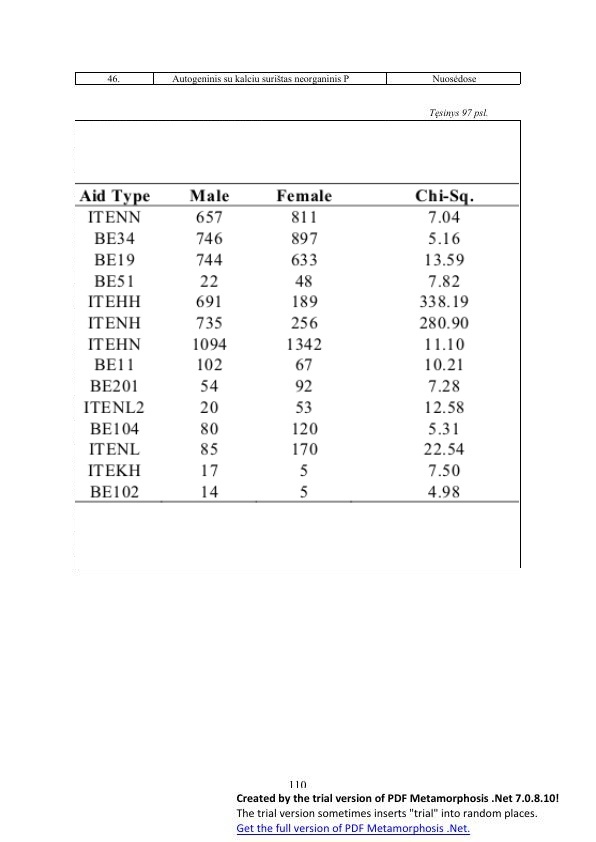 46. Autogeninis su kalciu surištas neorganinis P Nuosėdose
Tęsinys 97 psl.
Aid Type Male Female Chi-Sq.
ITENN 657 811 7.04
BE34 746 897 5.16
BE19 744 633 13.59
BE51 22 48 7.82
ITEHH 691 189 338.19
ITENH 735 256 280.90
ITEHN 1094 1342 11.10
BE11 102 67 10.21
BE201 54 92 7.28
ITENL2 20 53 12.58
BE104 80 120 5.31
ITENL 85 170 22.54
ITEKH 17 5 7.50
BE102 14 5 4.98
110
Created by the trial version of PDF Metamorphosis .Net 7.0.8.10!
The trial version sometimes inserts "trial" into random places.
Get the full version of PDF Metamorphosis .Net.